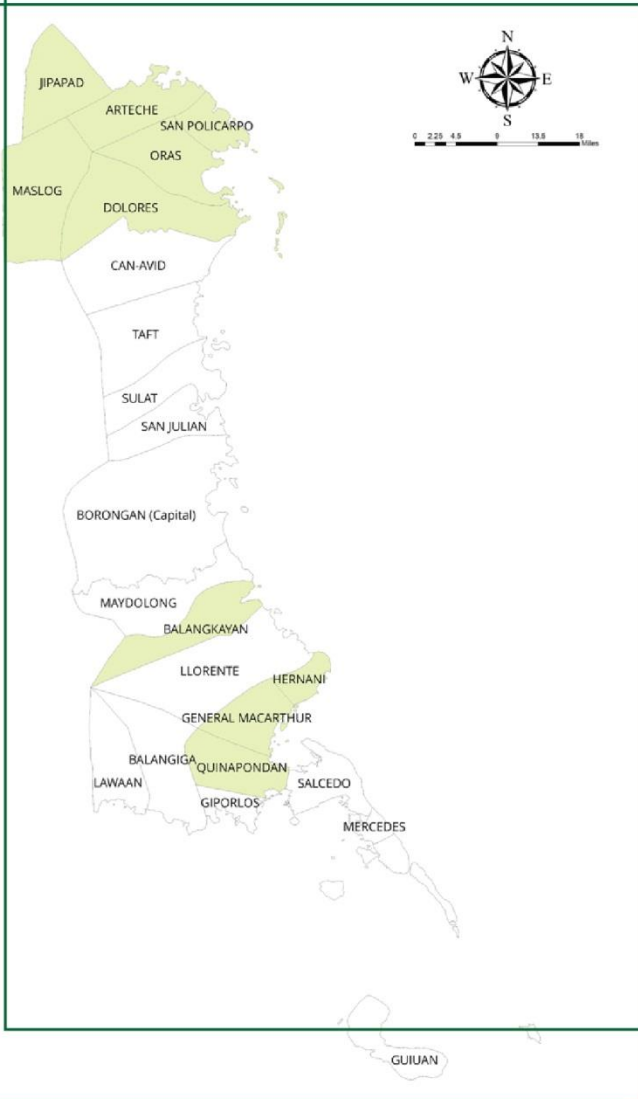 N
W E
S
0 2.25 4.5 9 13.5 18
Miles
JIPAPAD
ARTECHE
SAN POLICARPO
ORAS
MASLOG
DOLORES
CAN-AVID
TAFT
SULAT
SAN JULIAN
BORONGAN (Capital)
MAYDOLONG
BALANGKAYAN
LLORENTE
HERNANI
GENERAL MACARTHUR
BALANGIGA
QUINAPONDAN
LAWAAN
SALCEDO
GIPORLOS
MERCEDES
GUIUAN